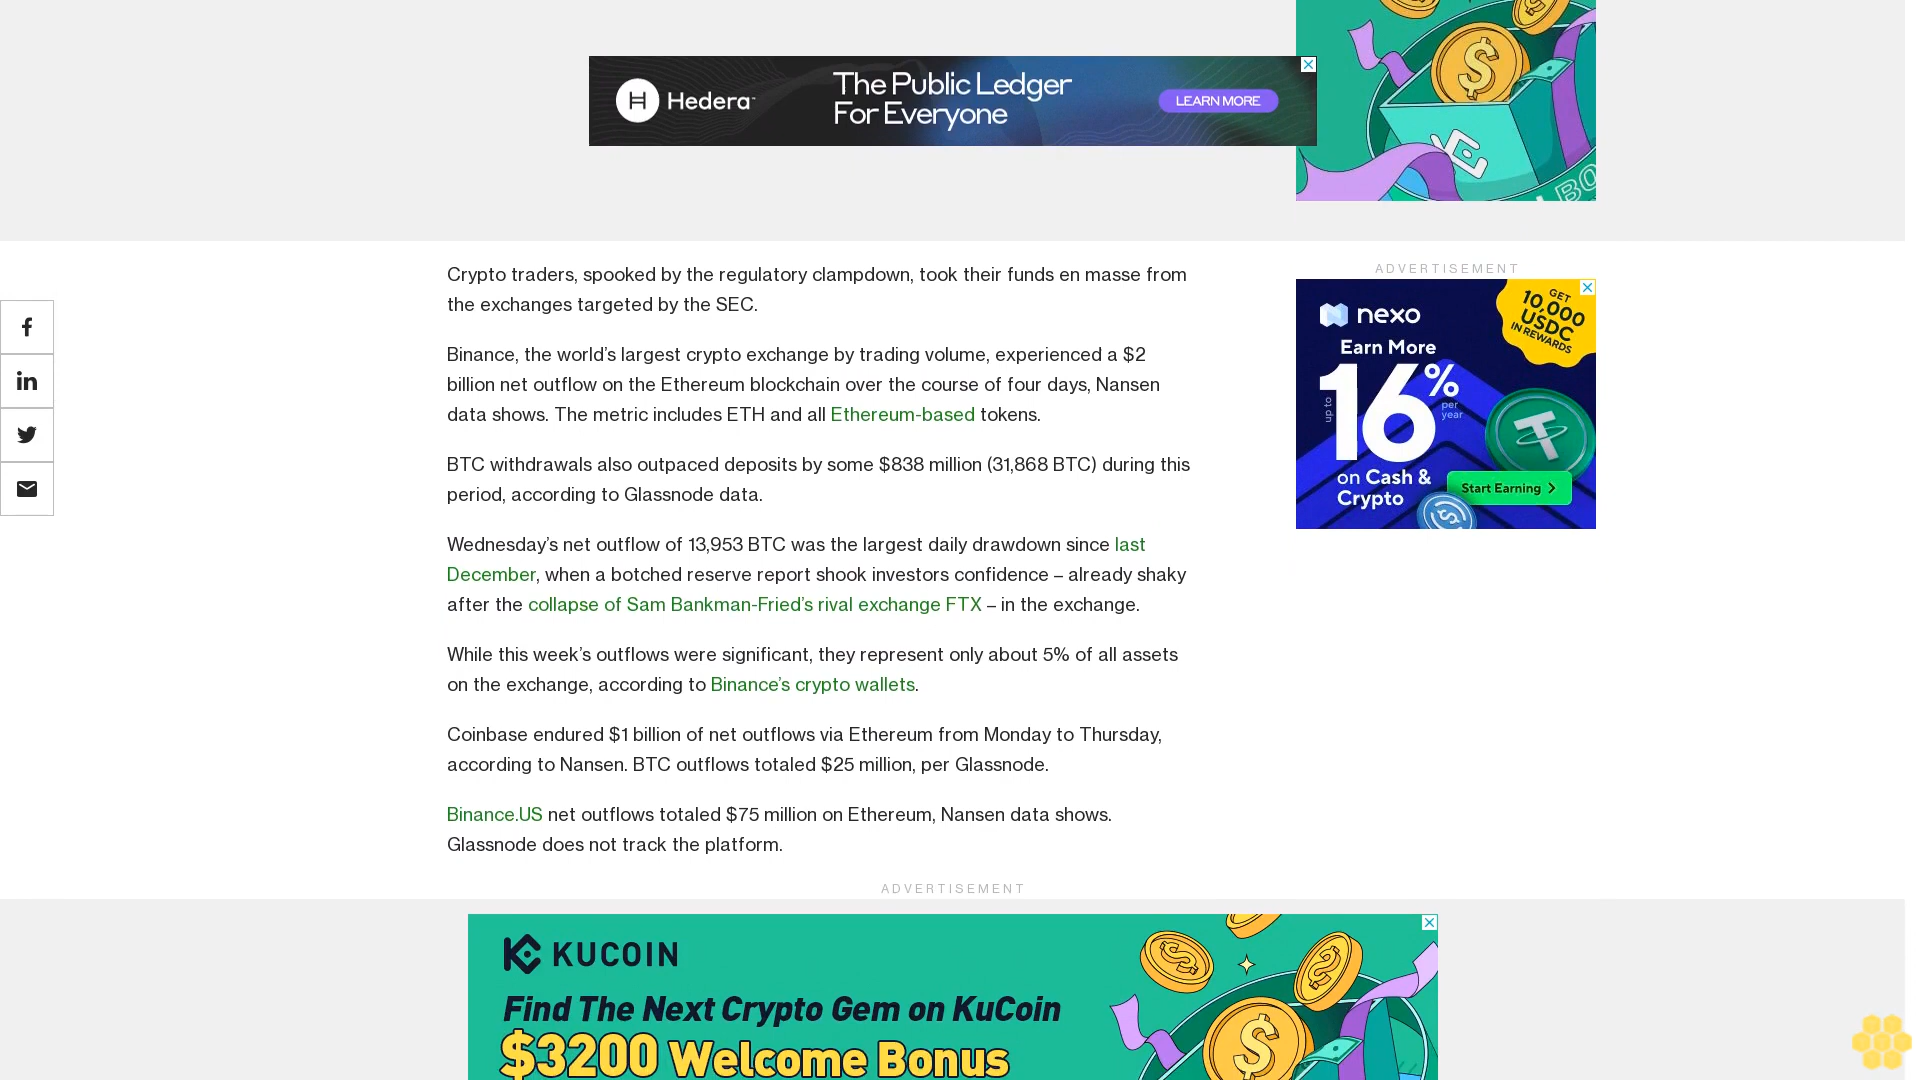 Hedera
The Public Ledger
For Everyone
LEARN MORE
Crypto traders, spooked by the regulatory clampdown, took their funds en masse from
the exchanges targeted by the SEC.
Binance, the world’s largest crypto exchange by trading volume, experienced a $2
billion net outflow on the Ethereum blockchain over the course of four days, Nansen
data shows. The metric includes ETH and all Ethereum-based tokens.
BTC withdrawals also outpaced deposits by some $838 million (31,868 BTC) during this
period, according to Glassnode data.
Wednesday’s net outflow of 13,953 BTC was the largest daily drawdown since last
December, when a botched reserve report shook investors confidence – already shaky
after the collapse of Sam Bankman-Fried’s rival exchange FTX – in the exchange.
While this week’s outflows were significant, they represent only about 5% of all assets
on the exchange, according to Binance’s crypto wallets.
Coinbase endured $1 billion of net outflows via Ethereum from Monday to Thursday,
according to Nansen. BTC outflows totaled $25 million, per Glassnode.
Binance.US net outflows totaled $75 million on Ethereum, Nansen data shows.
Glassnode does not track the platform.
ADVERTISEMENT
nexo
GET
10,000
USDC
IN REWARDS
Earn More
up to
16%
per
year
on Cash &
Crypto
Start Earning
ADVERTISEMENT
KUCOIN
Find The Next Crypto Gem on KuCoin
$3200 Welcome Bonus